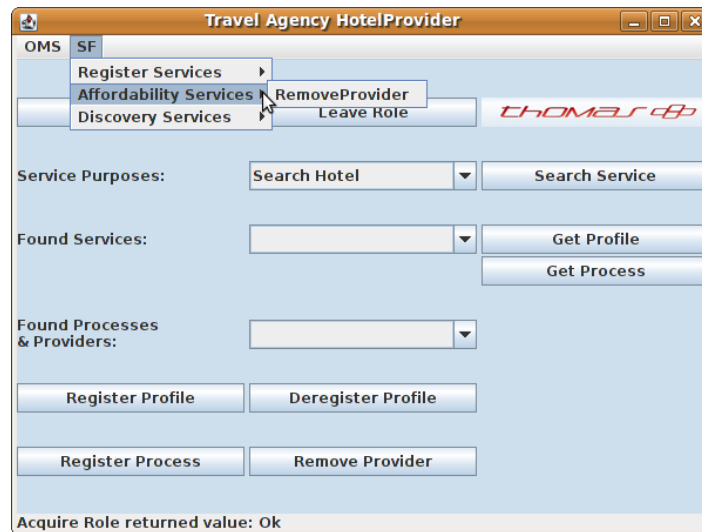 Travel Agency HotelProvider
OMS SF
Register Services
Affordability Services RemoveProvider
Discovery Services
Leave Role
thomas
Service Purposes: Search Hotel Search Service
Found Services: Get Profile
Get Process
Found Processes
& Providers:
Register Profile Deregister Profile
Register Process Remove Provider
Acquire Role returned value: Ok